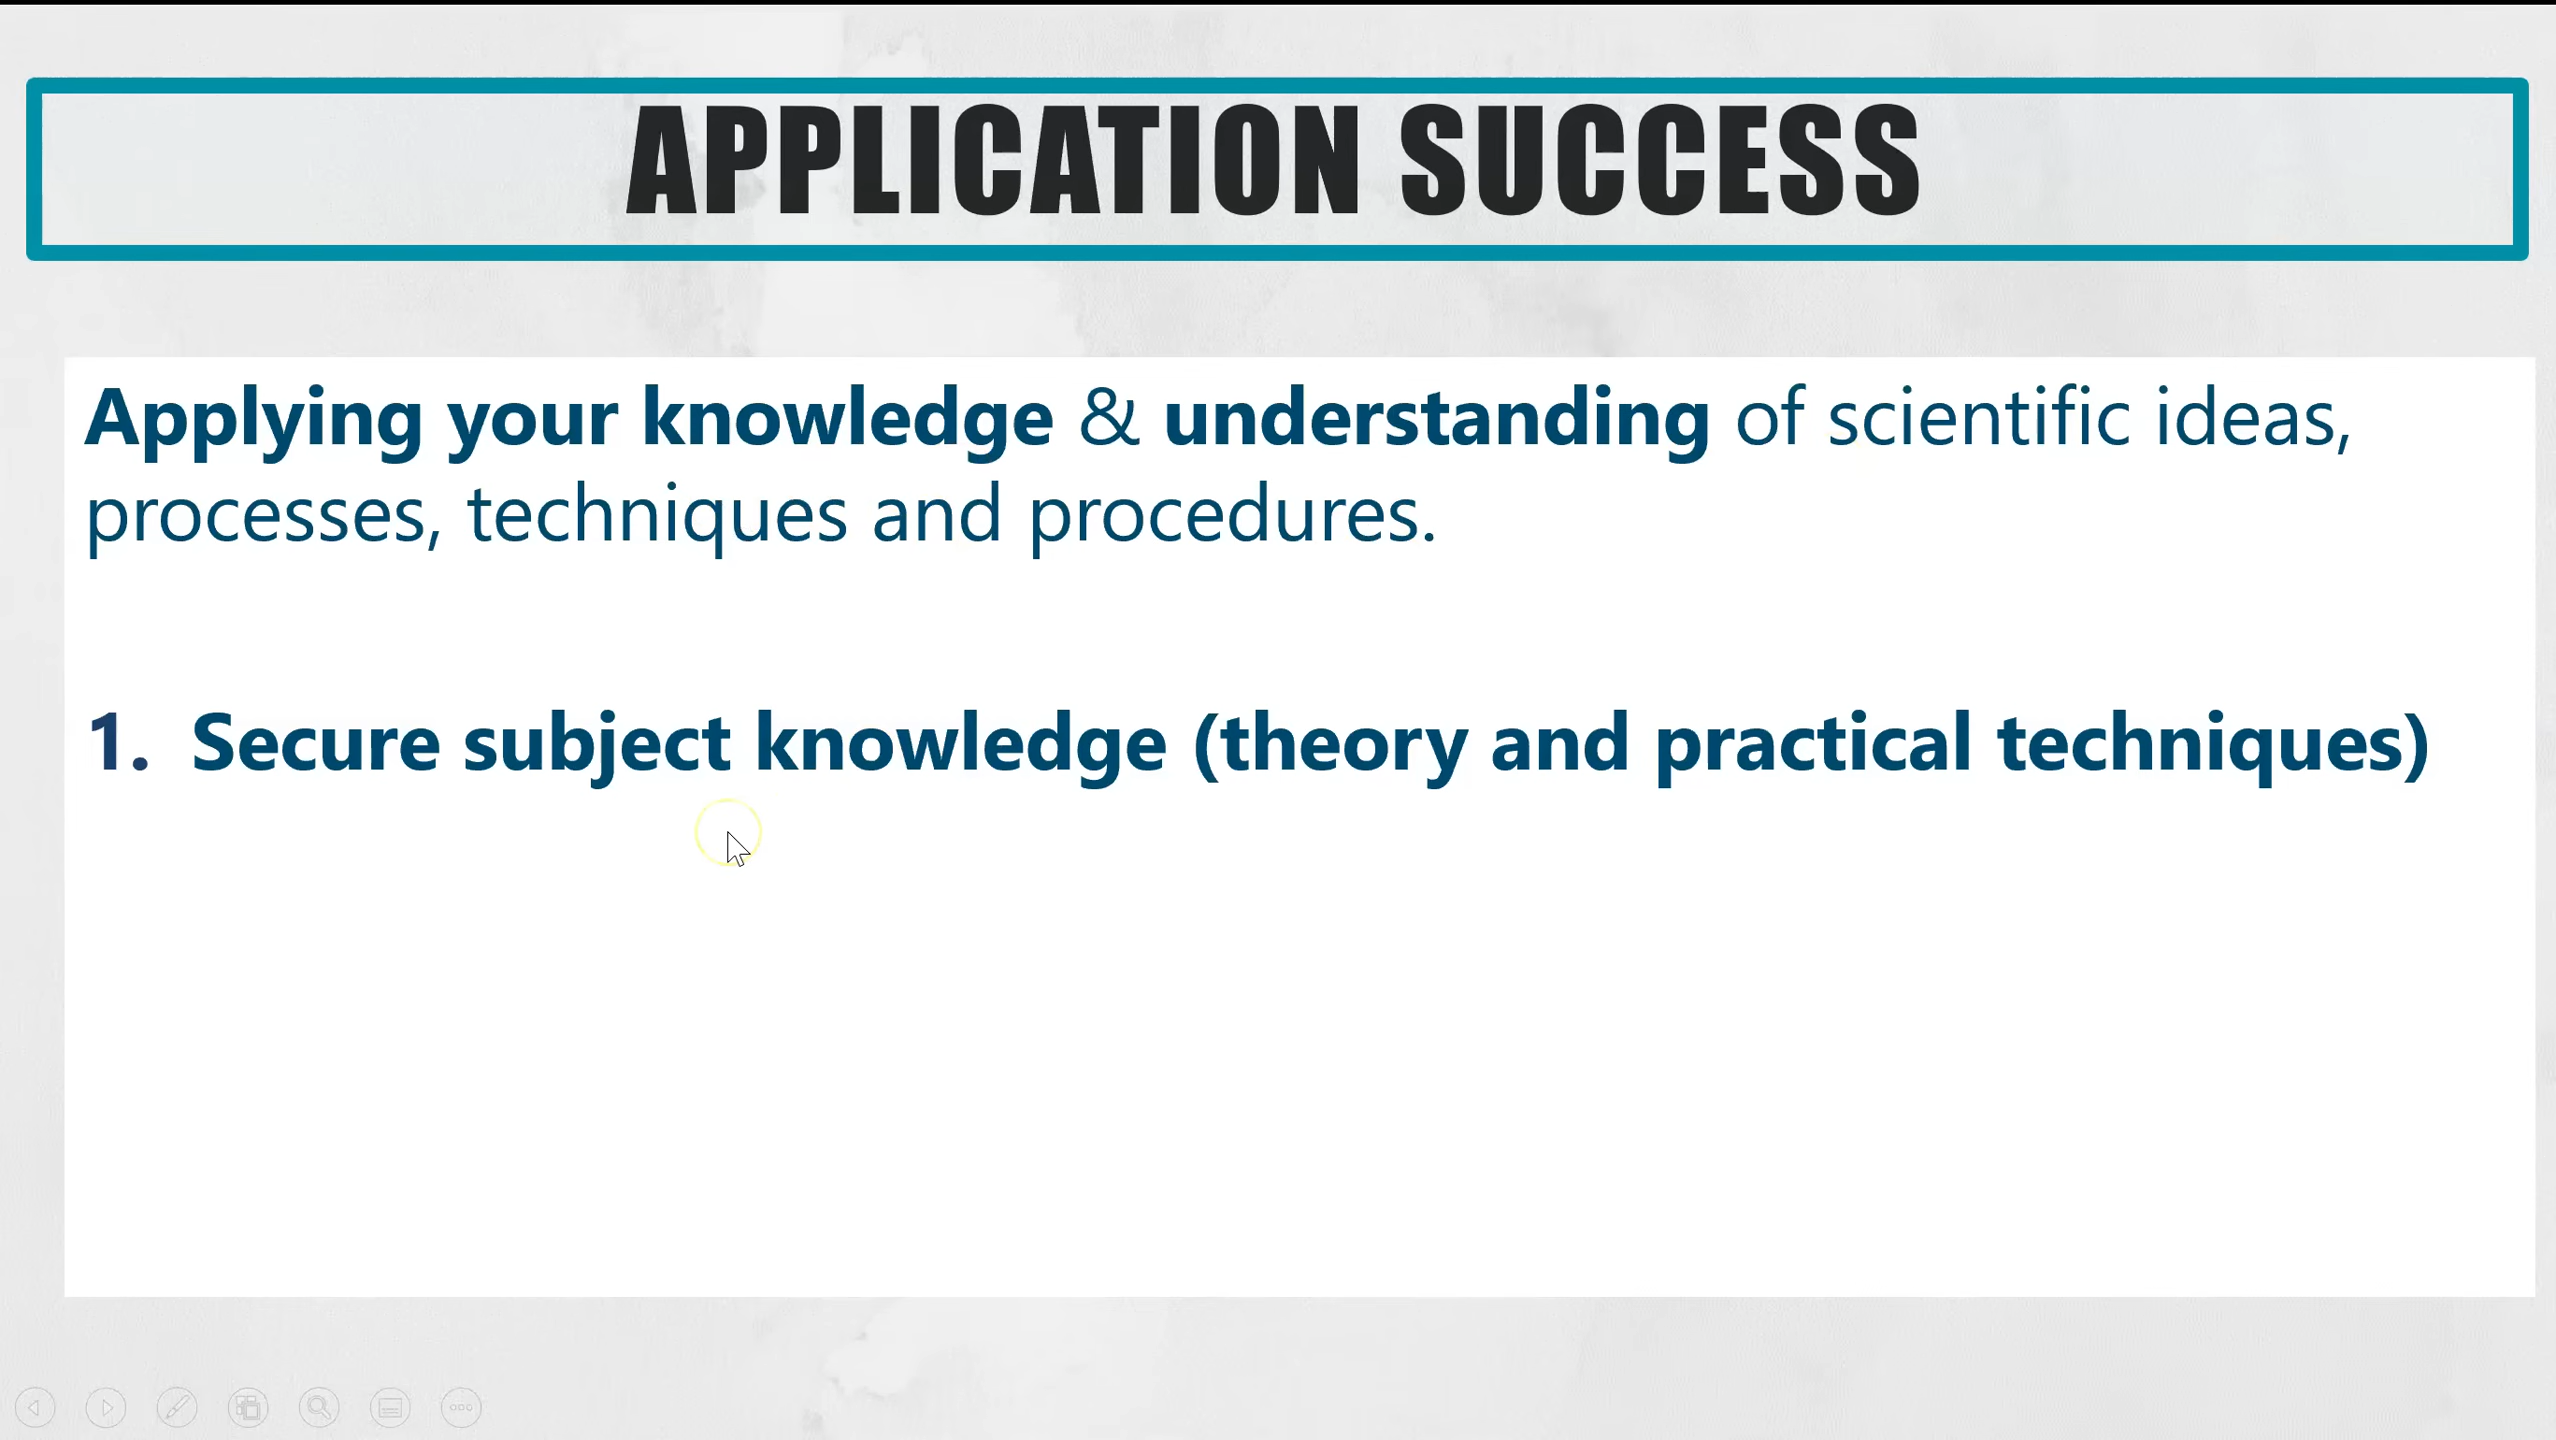 APPLICATION SUCCESS
Applying your knowledge & understanding of scientific ideas,
processes, techniques and procedures.
1. Secure subject knowledge (theory and practical techniques)